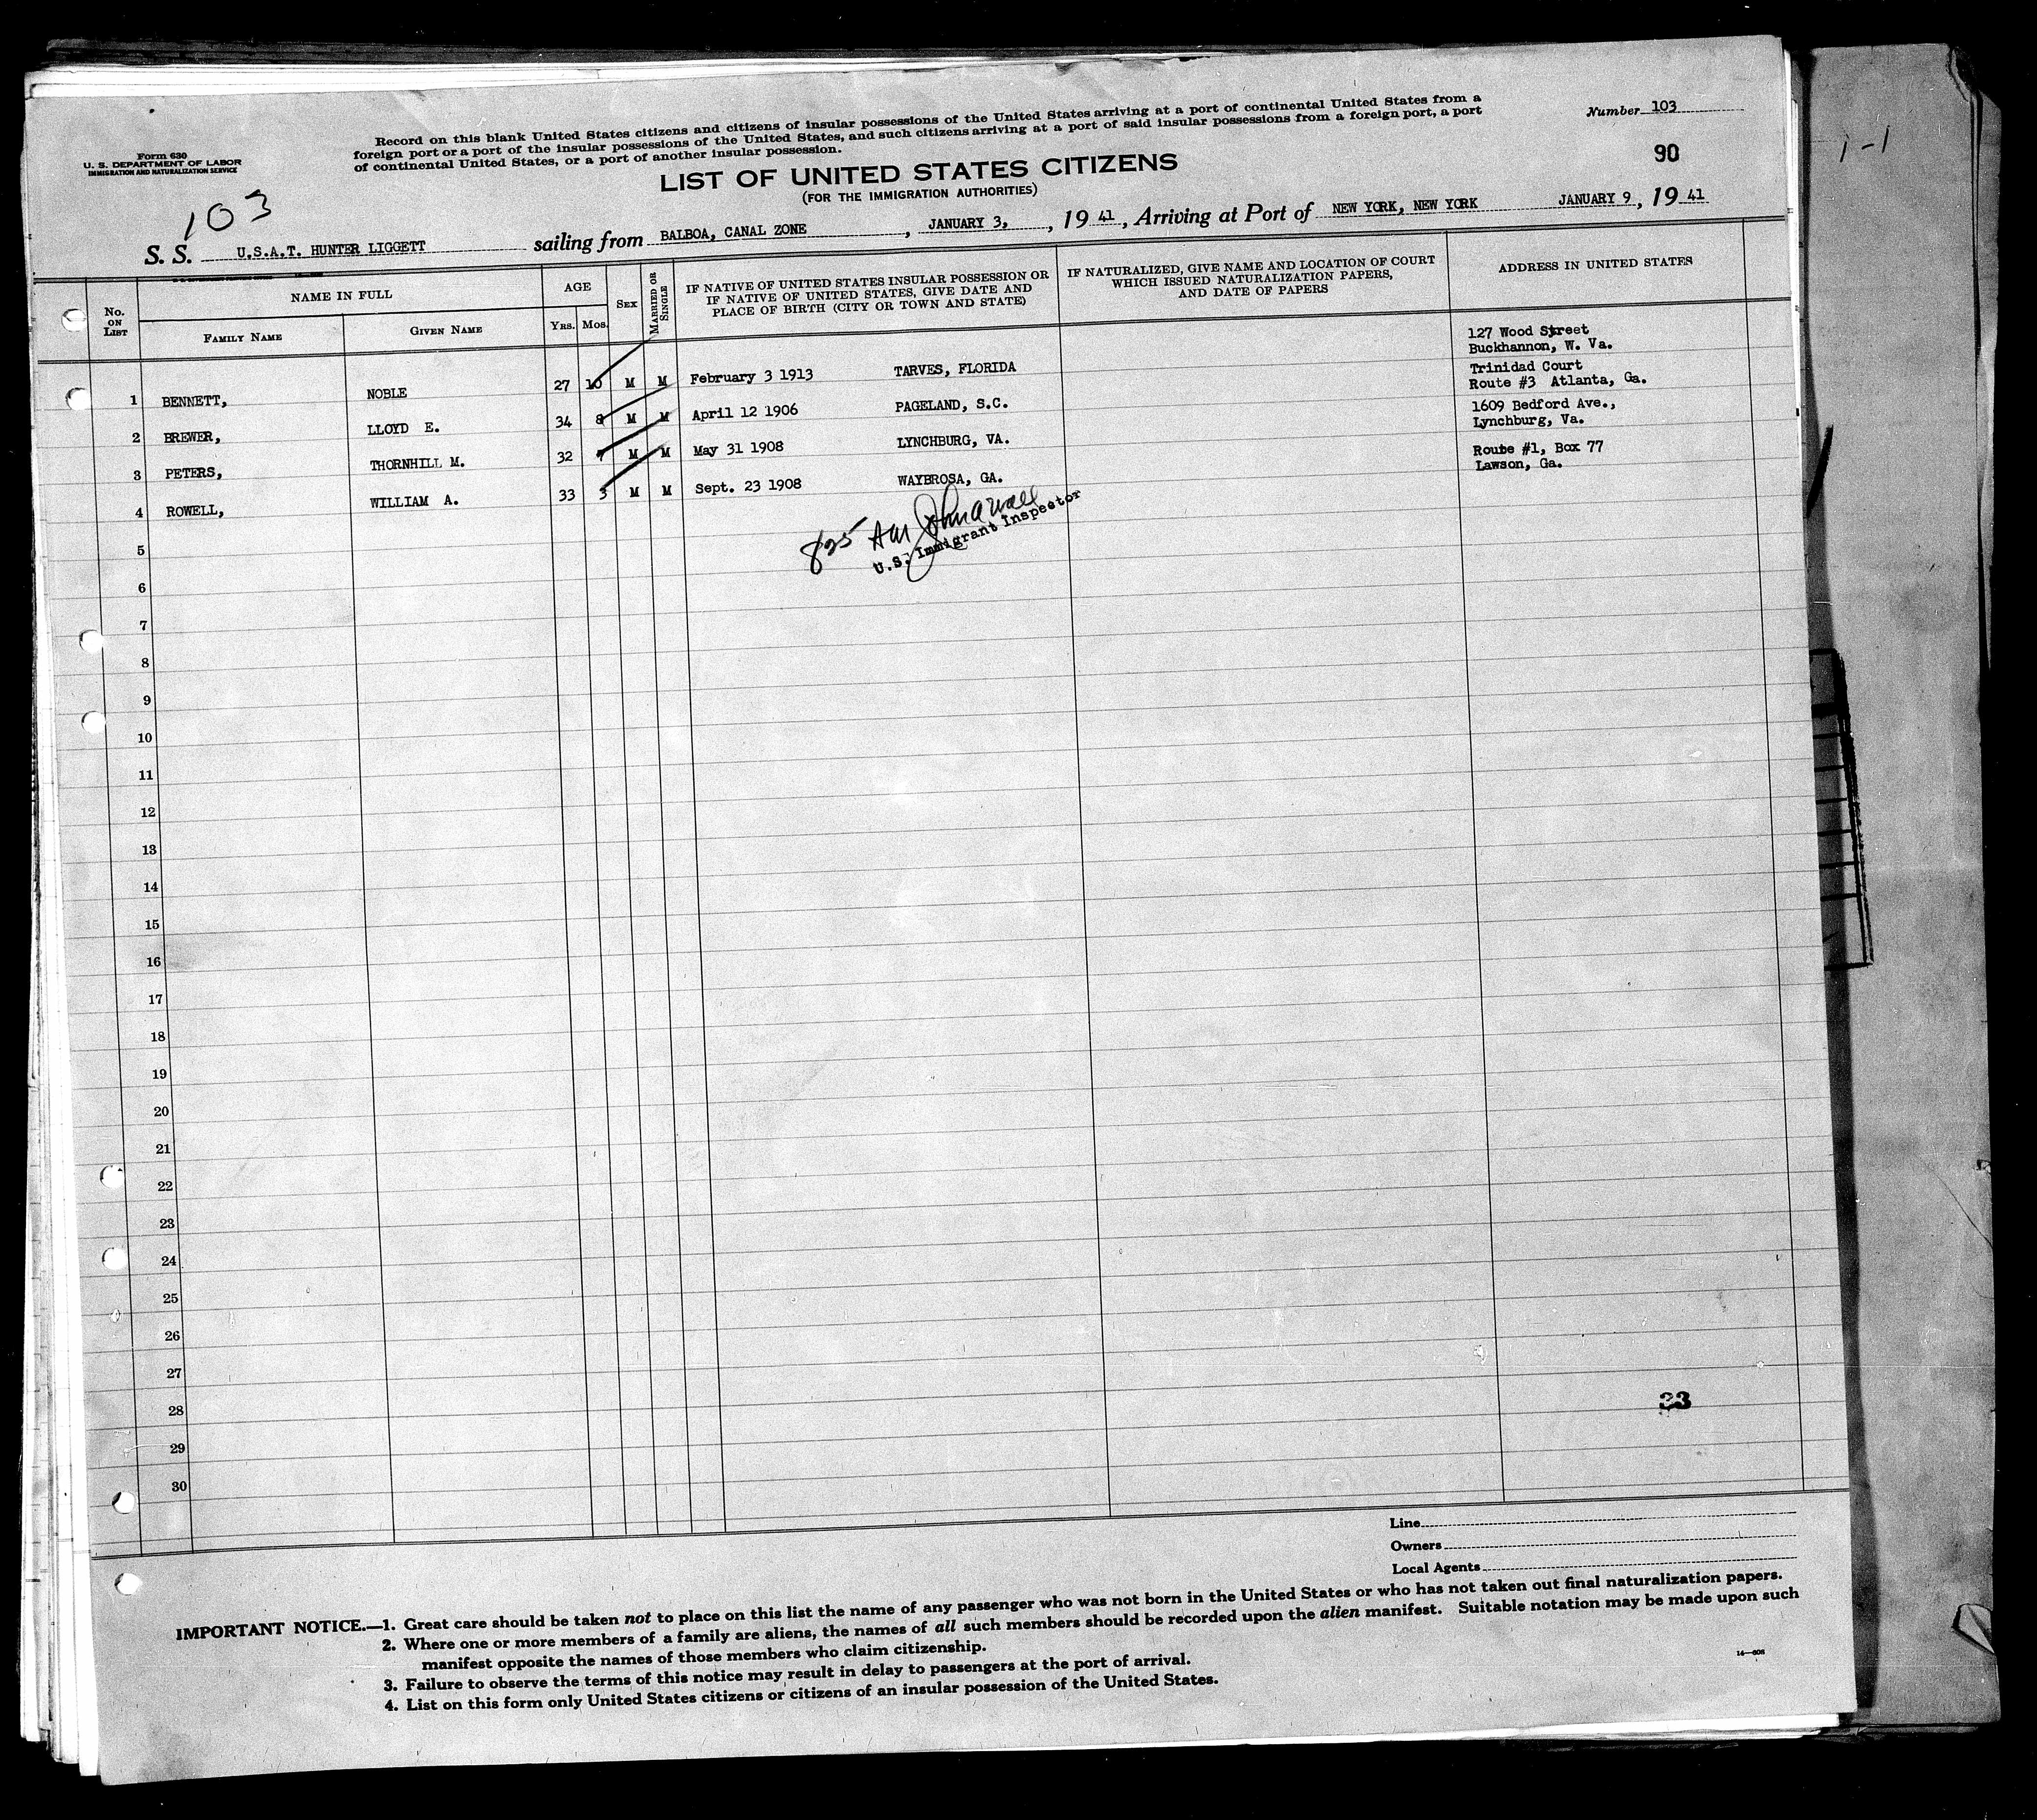 Form 630
U. S. DEPARTMENT OF LABOR
IMMIGRATION AND NATURALIZATION SERVICE
Record on this blank United States citizens and citizens of insular possessions of the United States arriving at a port of continental United States from a
foreign port or a port of the insular possessions of the United States, and such citizens arriving at a port of said insular possessions from a foreign port, a port
of continental United States, or a port of another insular possession.
Number 103
1-1
90
LIST OF UNITED STATES CITIZENS
(FOR THE IMMIGRATION AUTHORITIES)
103
S. S. U.S.A.T. HUNTER LIGGETT sailing from BALBOA, CANAL ZONE, JANUARY 3, , 19 41, Arriving at Port of NEW YORK, NEW YORK JANUARY 9, 19 41
No. ON LIST NAME IN FULL AGE SEX MARRIED OR SINGLE IF NATIVE OF UNITED STATES INSULAR POSSESSION OR IF NATIVE OF UNITED STATES, GIVE DATE AND PLACE OF BIRTH (CITY OR TOWN AND STATE) IF NATURALIZED, GIVE NAME AND LOCATION OF COURT WHICH ISSUED NATURALIZATION PAPERS, AND DATE OF PAPERS ADDRESS IN UNITED STATES
FAMILY NAME GIVEN NAME YRS. MOS.
1 BENNETT, NOBLE 27 10 M M February 3 1913 TARVES, FLORIDA 127 Wood Street Buckhannon, W. Va.
2 BREWER, LLOYD E. 34 8 M M April 12 1906 PAGELAND, S.C. Trinidad Court Route #3 Atlanta, Ga.
3 PETERS, THORNHILL M. 32 7 M M May 31 1908 LYNCHBURG, VA. 1609 Bedford Ave., Lynchburg, Va.
4 ROWELL, WILLIAM A. 33 3 M M Sept. 23 1908 WAYBROSA, GA. Route #1, Box 77 Lawson, Ga.
825 AM
U.S. Immigrant Inspector
5
6
7
8
9
10
11
12
13
14
15
16
17
18
19
20
21
22
23
24
25
26
27
28
29
30
33
Line
Owners
Local Agents
IMPORTANT NOTICE.—1. Great care should be taken not to place on this list the name of any passenger who was not born in the United States or who has not taken out final naturalization papers.
2. Where one or more members of a family are aliens, the names of all such members should be recorded upon the alien manifest. Suitable notation may be made upon such
manifest opposite the names of those members who claim citizenship.
3. Failure to observe the terms of this notice may result in delay to passengers at the port of arrival.
4. List on this form only United States citizens or citizens of an insular possession of the United States.